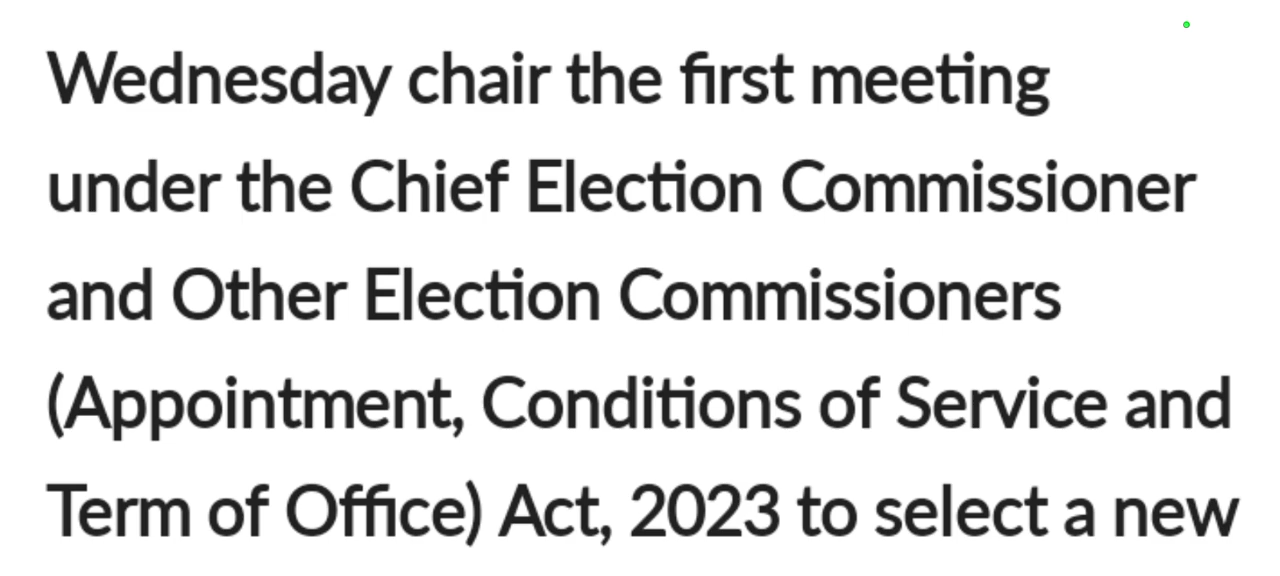 Wednesday chair the first meeting
under the Chief Election Commissioner
and Other Election Commissioners
(Appointment, Conditions of Service and
Term of Office) Act, 2023 to select a new